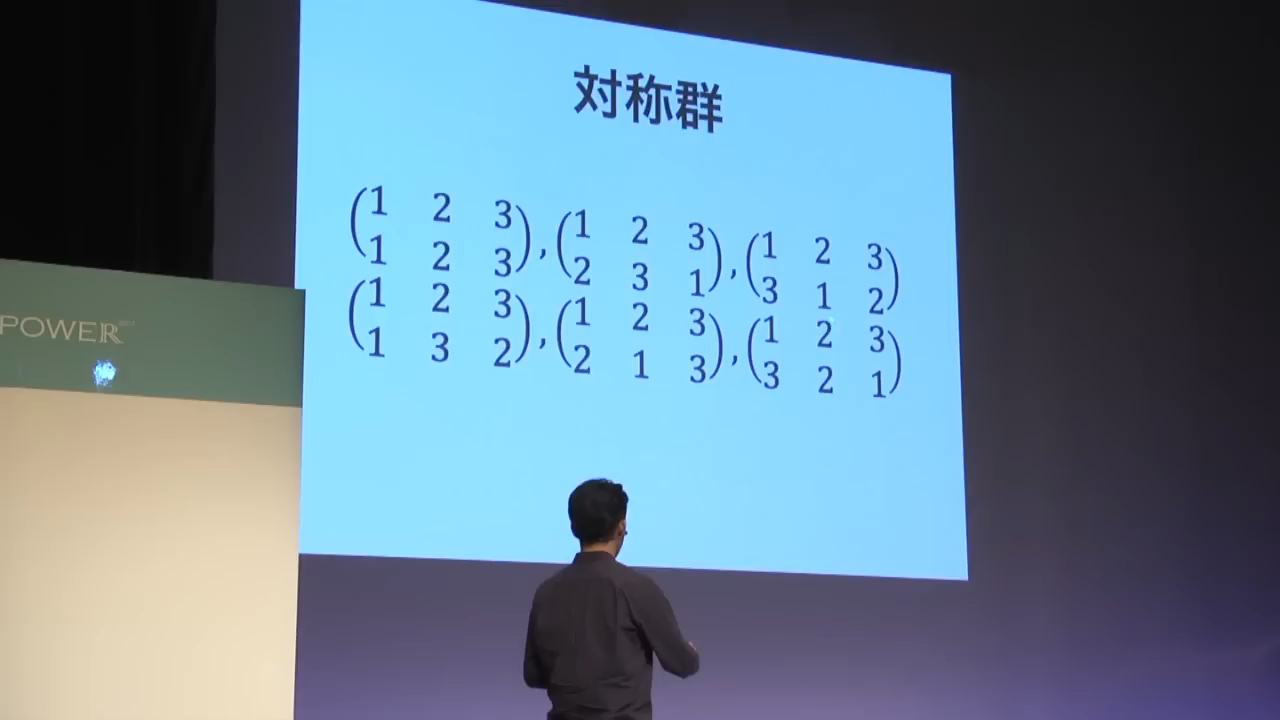 対称群
(1 2 3
1 2 3), (1 2 3
2 3 1), (1 2 3
3 1 2)
(1 2 3
1 3 2), (1 2 3
2 1 3), (1 2 3
3 2 1)
POWER